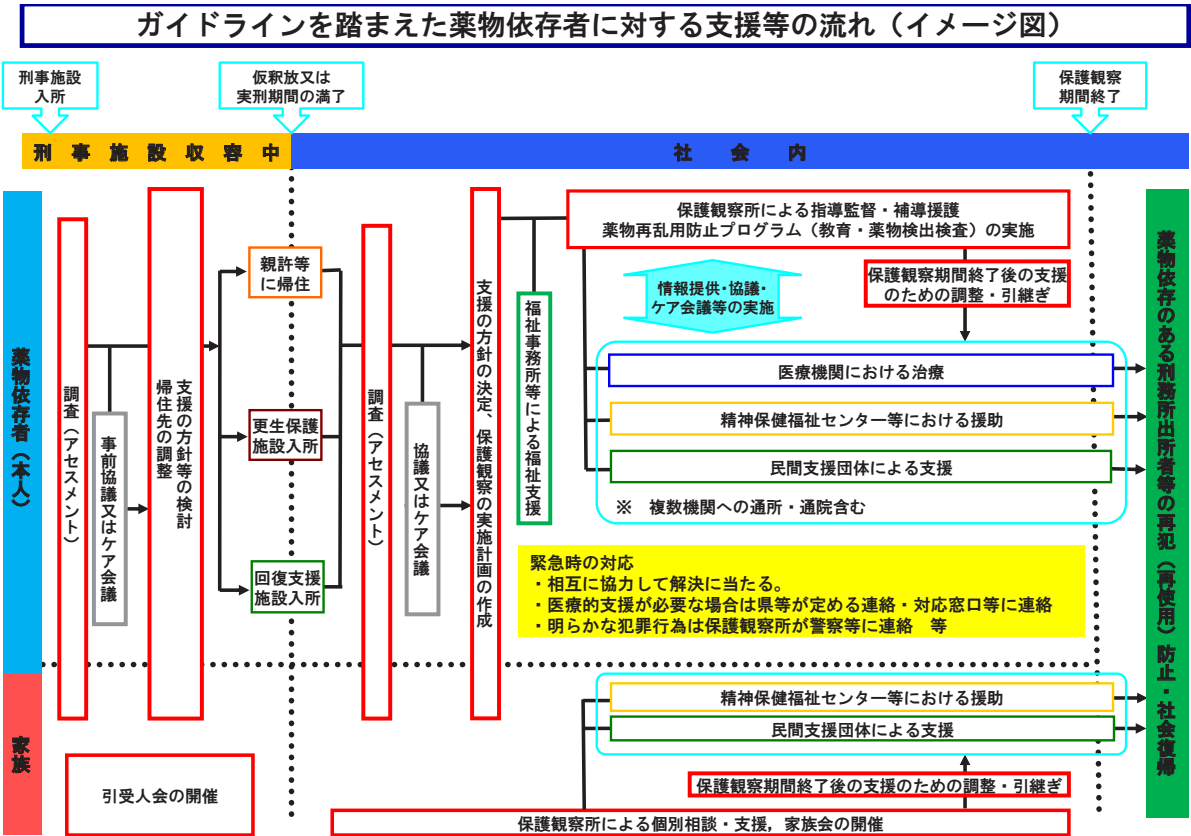 ガイドラインを踏まえた薬物依存者に対する支援等の流れ（イメージ図）
刑事施設
入所
仮釈放又は
実刑期間の満了
保護観察
期間終了
刑事施設収容中
社会内
薬物依存者（本人）
調査（アセスメント）
事前協議又はケア会議
支援の方針等の検討
帰住先の調整
親許等
に帰住
更生保護
施設入所
回復支援
施設入所
調査（アセスメント）
協議又はケア会議
支援の方針の決定、保護観察の実施計画の作成
福祉事務所等による福祉支援
保護観察所による指導監督・補導援護
薬物再乱用防止プログラム（教育・薬物検出検査）の実施
情報提供・協議・
ケア会議等の実施
保護観察期間終了後の支援
のための調整・引継ぎ
医療機関における治療
精神保健福祉センター等における援助
民間支援団体による支援
※　複数機関への通所・通院含む
緊急時の対応
・相互に協力して解決に当たる。
・医療的支援が必要な場合は県等が定める連絡・対応窓口等に連絡
・明らかな犯罪行為は保護観察所が警察等に連絡　等
薬物依存のある刑務所出所者等の再犯（再使用）防止・社会復帰
家族
引受人会の開催
精神保健福祉センター等における援助
民間支援団体による支援
保護観察期間終了後の支援のための調整・引継ぎ
保護観察所による個別相談・支援，家族会の開催